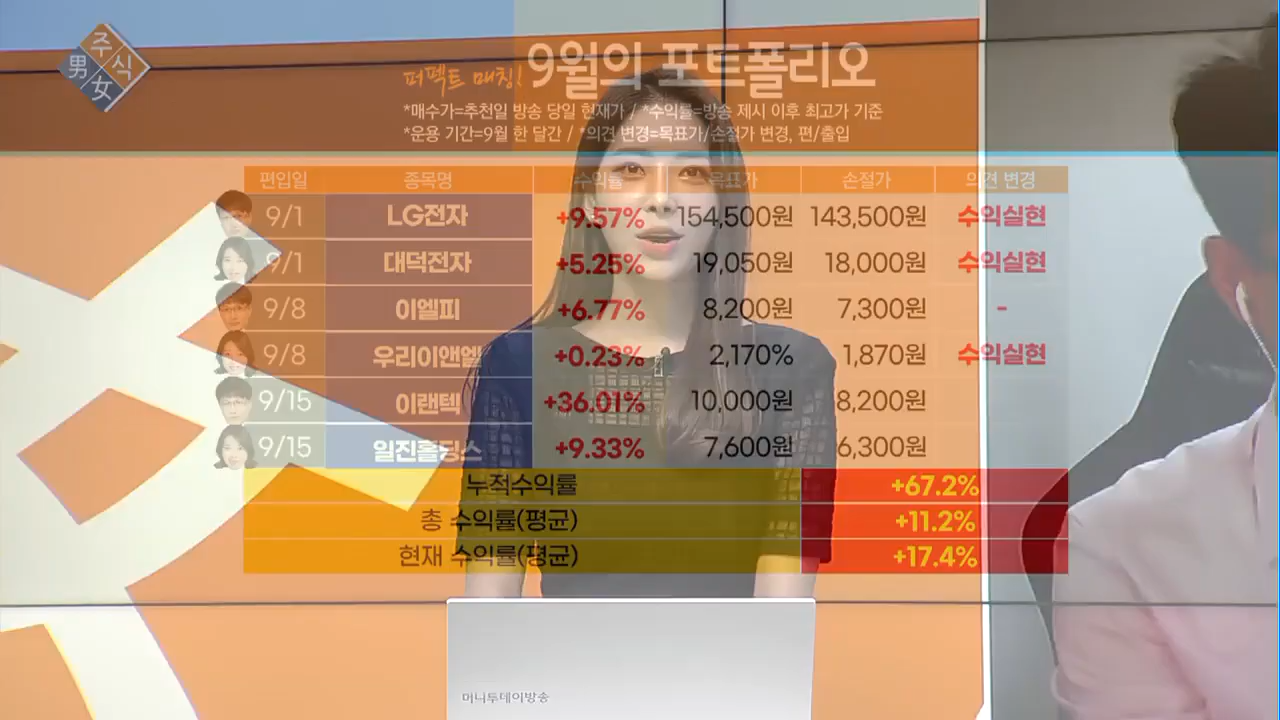 주
男 식
女
퍼펙트 매칭! 9월의 포트폴리오
*매수가=추천일 방송 당일 현재가 / *수익률=방송 제시 이후 최고가 기준
*운용 기간=9월 한 달간 / *의견 변경=목표가/손절가 변경, 편/출입
편입일 종목명 수익률 목표가 손절가 의견 변경
9/1 LG전자 +9.57% 154,500원 143,500원 수익실현
9/1 대덕전자 +5.25% 19,050원 18,000원 수익실현
9/8 이엘피 +6.77% 8,200원 7,300원 -
9/8 우리이앤엘 +0.23% 2,170% 1,870원 수익실현
9/15 이랜텍 +36.01% 10,000원 8,200원
9/15 일진홀딩스 +9.33% 7,600원 6,300원
누적수익률 +67.2%
총 수익률(평균) +11.2%
현재 수익률(평균) +17.4%
머니투데이방송